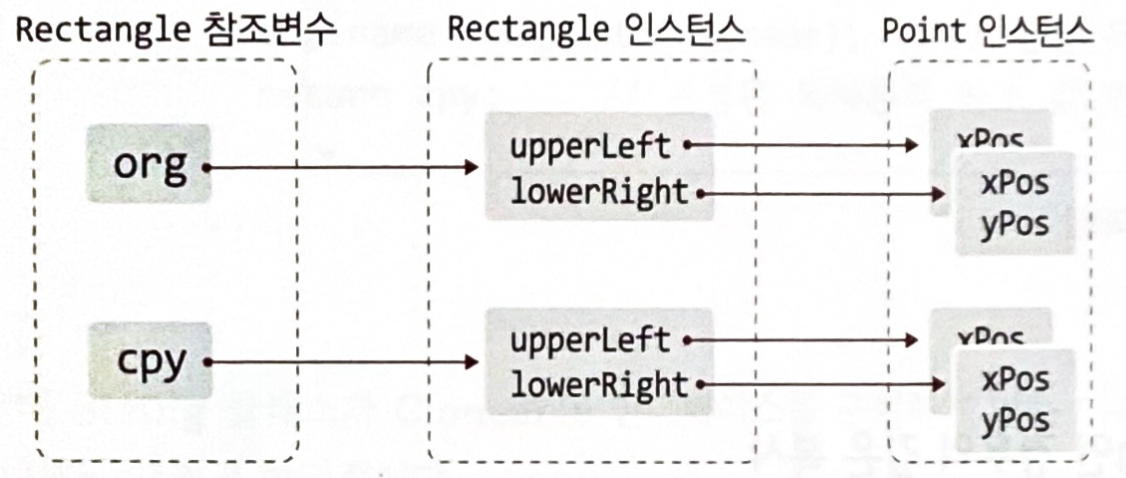 Rectangle 참조변수
Rectangle 인스턴스
Point 인스턴스
org
upperLeft
lowerRight
xPos
xPos
yPos
cpy
upperLeft
lowerRight
xPos
xPos
yPos